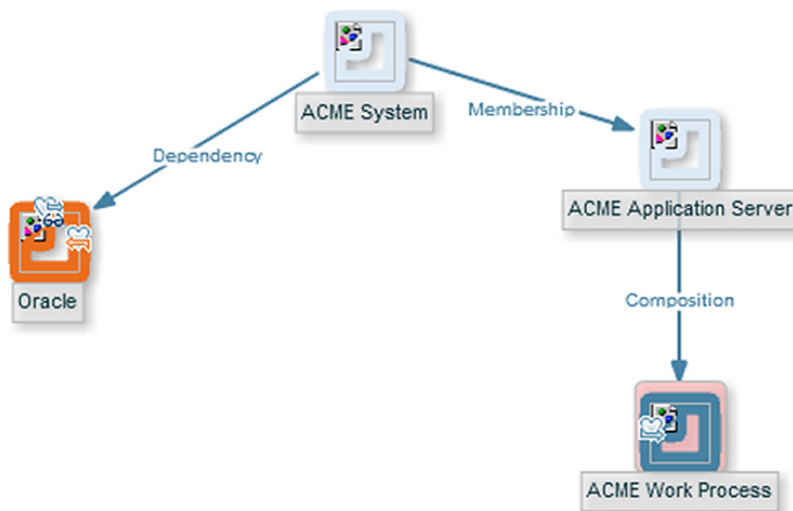 ACME System
Membership
Dependency
ACME Application Server
Oracle
Composition
ACME Work Process